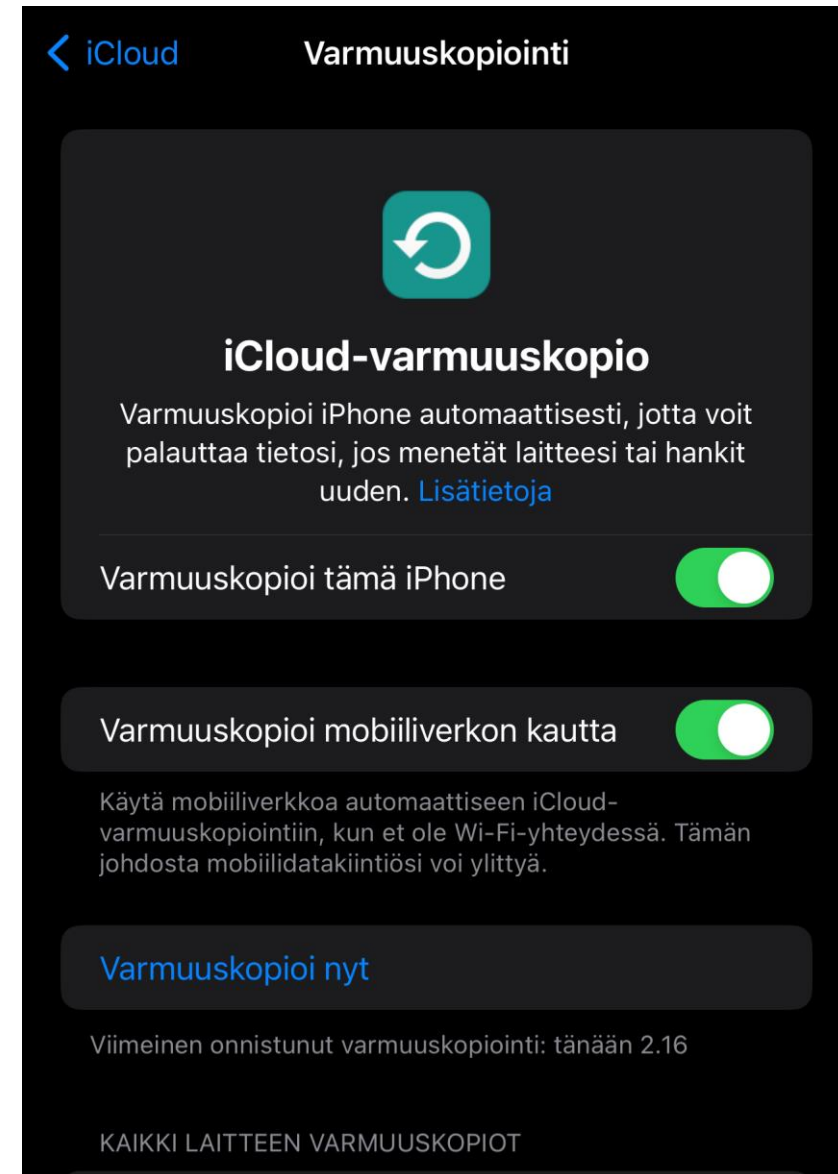 iCloud
Varmuuskopiointi
iCloud-varmuuskopio
Varmuuskopioi iPhone automaattisesti, jotta voit
palauttaa tietosi, jos menetät laitteesi tai hankit
uuden. Lisätietoja
Varmuuskopioi tämä iPhone
Varmuuskopioi mobiiliverkon kautta
Käytä mobiiliverkkoa automaattiseen iCloud-
varmuuskopiointiin, kun et ole Wi-Fi-yhteydessä. Tämän
johdosta mobiilidatakiintiösi voi ylittyä.
Varmuuskopioi nyt
Viimeinen onnistunut varmuuskopiointi: tänään 2.16
KAIKKI LAITTEEN VARMUUSKOPIOT